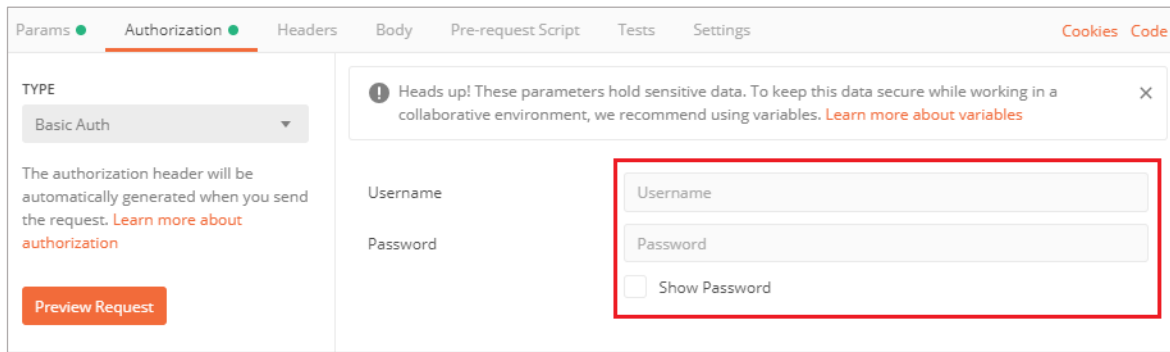 Params Authorization Headers Body Pre-request Script Tests Settings Cookies Code
TYPE
Basic Auth
The authorization header will be
automatically generated when you send
the request. Learn more about
authorization
Preview Request
Heads up! These parameters hold sensitive data. To keep this data secure while working in a
collaborative environment, we recommend using variables. Learn more about variables
Username Username
Password Password
Show Password